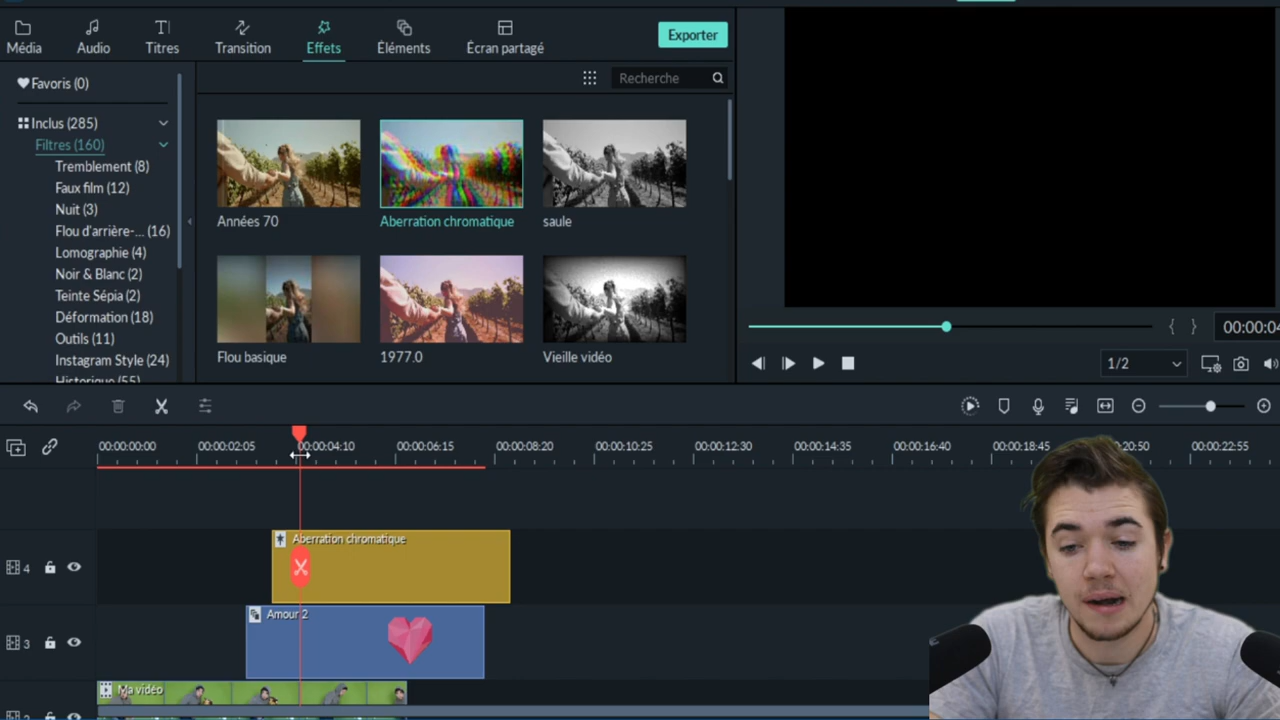 Média
Audio
Titres
Transition
Effets
Éléments
Écran partagé
Exporter
Favoris (0)
Recherche
Inclus (285)
Filtres (160)
Tremblement (8)
Faux film (12)
Nuit (3)
Flou d'arrière-... (16)
Lomographie (4)
Noir & Blanc (2)
Teinte Sépia (2)
Déformation (18)
Outils (11)
Instagram Style (24)
Historique (55)
Années 70
Aberration chromatique
saule
Flou basique
1977.0
Vieille vidéo
{ }
00:00:04
1/2
00:00:00:00
00:00:02:05
00:00:04:10
00:00:06:15
00:00:08:20
00:00:10:25
00:00:12:30
00:00:14:35
00:00:16:40
00:00:18:45
20:50
00:00:22:55
4
Aberration chromatique
3
Amour 2
Ma vidéo